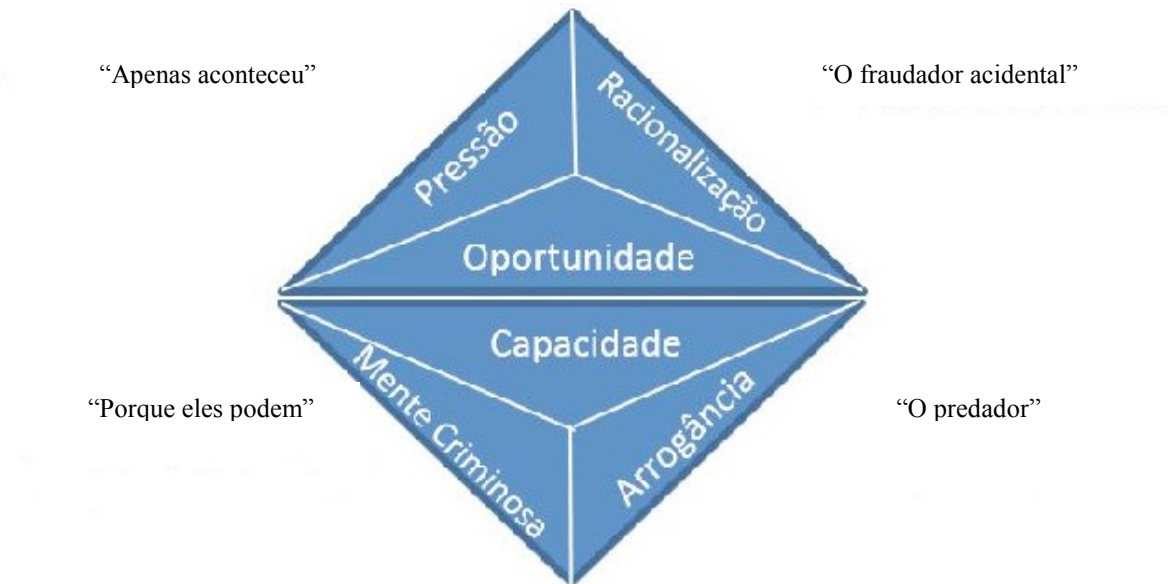 “Apenas aconteceu”
“O fraudador acidental”
Pressão
Racionalização
Oportunidade
Capacidade
Mente Criminosa
Arrogância
“Porque eles podem”
“O predador”